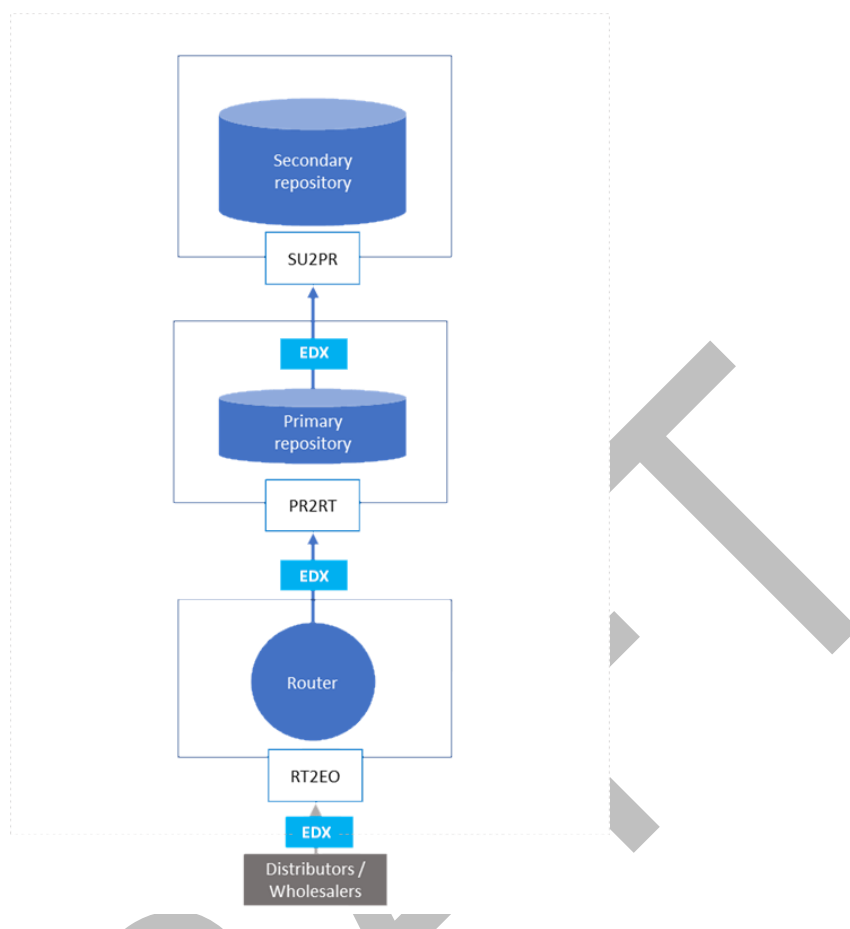 Secondary
repository
SU2PR
EDX
Primary
repository
PR2RT
EDX
Router
RT2EO
EDX
Distributors /
Wholesalers